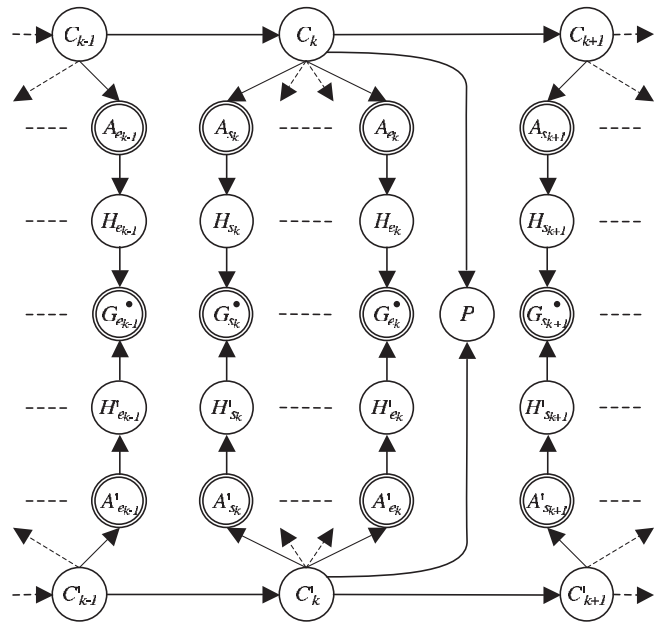 C_{k-1} C_k C_{k+1}
A_{e_{k-1}} A_{s_k} A_{e_k} A_{s_{k+1}}
H_{e_{k-1}} H_{s_k} H_{e_k} H_{s_{k+1}}
G^•_{e_{k-1}} G^•_{s_k} G^•_{e_k} P G^•_{s_{k+1}}
H'_{e_{k-1}} H'_{s_k} H'_{e_k} H'_{s_{k+1}}
A'_{e_{k-1}} A'_{s_k} A'_{e_k} A'_{s_{k+1}}
C'_{k-1} C'_k C'_{k+1}